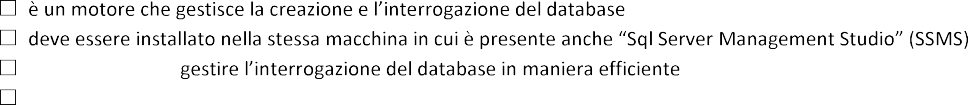 è un motore che gestisce la creazione e l’interrogazione del database
deve essere installato nella stessa macchina in cui è presente anche “Sql Server Management Studio” (SSMS)
gestire l’interrogazione del database in maniera efficiente